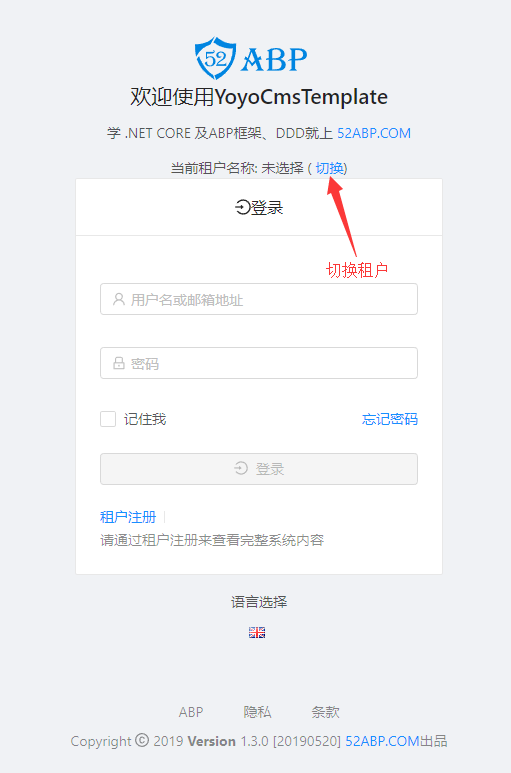 52 ABP
欢迎使用YoyoCmsTemplate
学 .NET CORE 及ABP框架、DDD就上 52ABP.COM
当前租户名称: 未选择 ( 切换)
登录
切换租户
用户名或邮箱地址
密码
记住我 忘记密码
登录
租户注册
请通过租户注册来查看完整系统内容
语言选择
ABP 隐私 条款
Copyright © 2019 Version 1.3.0 [20190520] 52ABP.COM出品